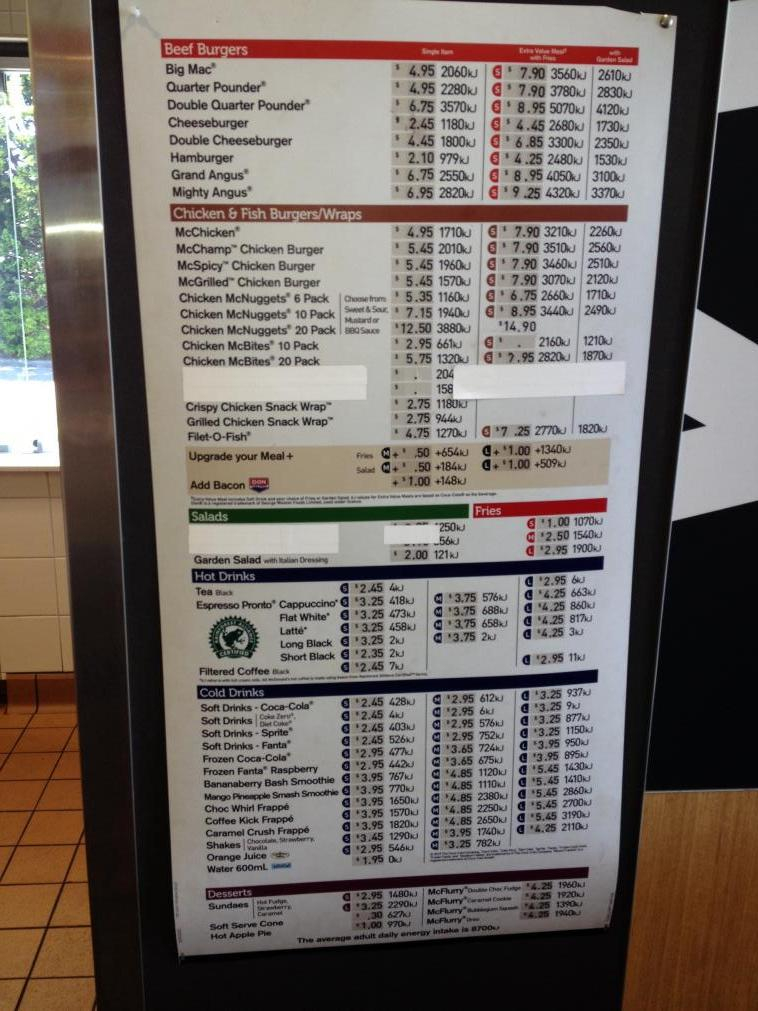 Beef Burgers Single Item Extra Value Meal† with Fries with Garden Salad
Big Mac® $ 4.95 2060kJ S $ 7.90 3560kJ 2610kJ
Quarter Pounder® $ 4.95 2280kJ S $ 7.90 3780kJ 2830kJ
Double Quarter Pounder® $ 6.75 3570kJ S $ 8.95 5070kJ 4120kJ
Cheeseburger $ 2.45 1180kJ S $ 4.45 2680kJ 1730kJ
Double Cheeseburger $ 4.45 1800kJ S $ 6.85 3300kJ 2350kJ
Hamburger $ 2.10 979kJ S $ 4.25 2480kJ 1530kJ
Grand Angus® $ 6.75 2550kJ S $ 8.95 4050kJ 3100kJ
Mighty Angus® $ 6.95 2820kJ S $ 9.25 4320kJ 3370kJ
Chicken & Fish Burgers/Wraps
McChicken® $ 4.95 1710kJ S $ 7.90 3210kJ 2260kJ
McChamp™ Chicken Burger $ 5.45 2010kJ S $ 7.90 3510kJ 2560kJ
McSpicy™ Chicken Burger $ 5.45 1960kJ S $ 7.90 3460kJ 2510kJ
McGrilled™ Chicken Burger $ 5.45 1570kJ S $ 7.90 3070kJ 2120kJ
Chicken McNuggets® 6 Pack Choose from: $ 5.35 1160kJ S $ 6.75 2660kJ 1710kJ
Chicken McNuggets® 10 Pack Sweet & Sour, Mustard or $ 7.15 1940kJ S $ 8.95 3440kJ 2490kJ
Chicken McNuggets® 20 Pack BBQ Sauce $12.50 3880kJ $14.90
Chicken McBites® 10 Pack $ 2.95 661kJ S $ . 2160kJ 1210kJ
Chicken McBites® 20 Pack $ 5.75 1320kJ S $ 7.95 2820kJ 1870kJ
$ . 204
$ . 158
Crispy Chicken Snack Wrap™ $ 2.75 1180kJ
Grilled Chicken Snack Wrap™ $ 2.75 944kJ
Filet-O-Fish® $ 4.75 1270kJ S $7.25 2770kJ 1820kJ
Upgrade your Meal + Fries M + $ .50 +654kJ L + $1.00 +1340kJ
Salad M + $ .50 +184kJ L + $1.00 +509kJ
Add Bacon DON + $1.00 +148kJ
Salads
250kJ
56kJ
Garden Salad with Italian Dressing $ 2.00 121kJ
Fries
S $1.00 1070kJ
M $2.50 1540kJ
L $2.95 1900kJ
Hot Drinks
Tea Black S $2.45 4kJ L $2.95 6kJ
Espresso Pronto® Cappuccino* S $3.25 418kJ M $3.75 576kJ L $4.25 663kJ
Flat White* S $3.25 473kJ M $3.75 688kJ L $4.25 860kJ
Latté* S $3.25 458kJ M $3.75 658kJ L $4.25 817kJ
Long Black S $3.25 2kJ M $3.75 2kJ L $4.25 3kJ
Short Black S $2.35 2kJ
Filtered Coffee Black S $2.45 7kJ L $2.95 11kJ
CERTIFIED
Cold Drinks
Soft Drinks - Coca-Cola® S $2.45 428kJ M $2.95 612kJ L $3.25 937kJ
Soft Drinks Coke Zero®, Diet Coke® S $2.45 4kJ M $2.95 6kJ L $3.25 9kJ
Soft Drinks - Sprite® S $2.45 403kJ M $2.95 576kJ L $3.25 877kJ
Soft Drinks - Fanta® S $2.45 526kJ M $2.95 752kJ L $3.25 1150kJ
Frozen Coca-Cola® S $2.95 477kJ M $3.65 724kJ L $3.95 950kJ
Frozen Fanta® Raspberry S $2.95 442kJ M $3.65 675kJ L $3.95 895kJ
Bananaberry Bash Smoothie S $3.95 767kJ M $4.85 1120kJ L $5.45 1430kJ
Mango Pineapple Smash Smoothie S $3.95 770kJ M $4.85 1110kJ L $5.45 1410kJ
Choc Whirl Frappé S $3.95 1650kJ M $4.85 2380kJ L $5.45 2860kJ
Coffee Kick Frappé S $3.95 1570kJ M $4.85 2250kJ L $5.45 2700kJ
Caramel Crush Frappé S $3.95 1820kJ M $4.85 2650kJ L $5.45 3190kJ
Shakes Chocolate, Strawberry, Vanilla S $3.45 1290kJ M $3.95 1740kJ L $4.25 2110kJ
Orange Juice S $2.95 546kJ M $3.25 782kJ
Water 600mL $1.95 0kJ
Desserts
Sundaes Hot Fudge, Strawberry, Caramel S $2.95 1480kJ
L $3.25 2290kJ
Soft Serve Cone $ .30 627kJ
Hot Apple Pie $1.00 970kJ
McFlurry® Double Choc Fudge $4.25 1960kJ
McFlurry® Caramel Cookie $4.25 1920kJ
McFlurry® Bubblegum Squash $4.25 1390kJ
McFlurry® Oreo $4.25 1940kJ
The average adult daily energy intake is 8700kJ